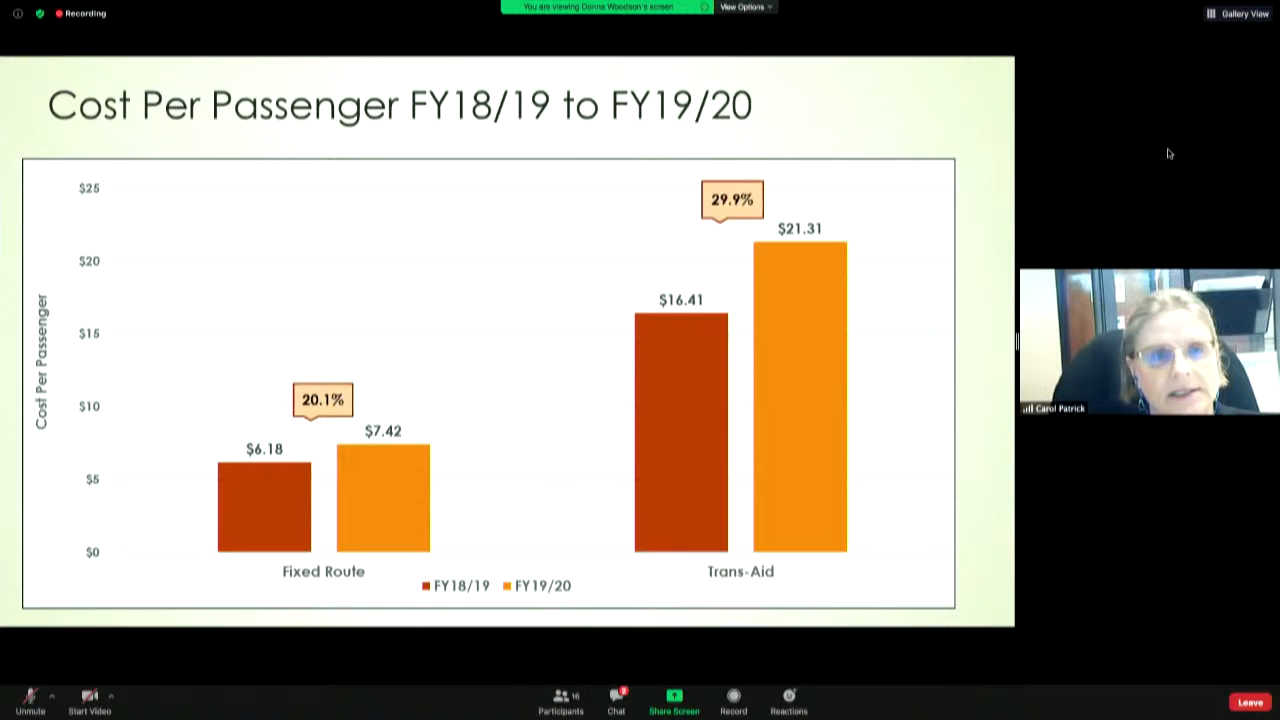 Recording
You are viewing Donna Woodson's screen
View Options
Gallery View
Cost Per Passenger FY18/19 to FY19/20
$25
$20
$15
$10
$5
$0
Cost Per Passenger
29.9%
$21.31
$16.41
20.1%
$7.42
$6.18
Fixed Route
Trans-Aid
FY18/19
FY19/20
Carol Patrick
Unmute
Start Video
Participants
16
Chat
Share Screen
Record
Reactions
Leave